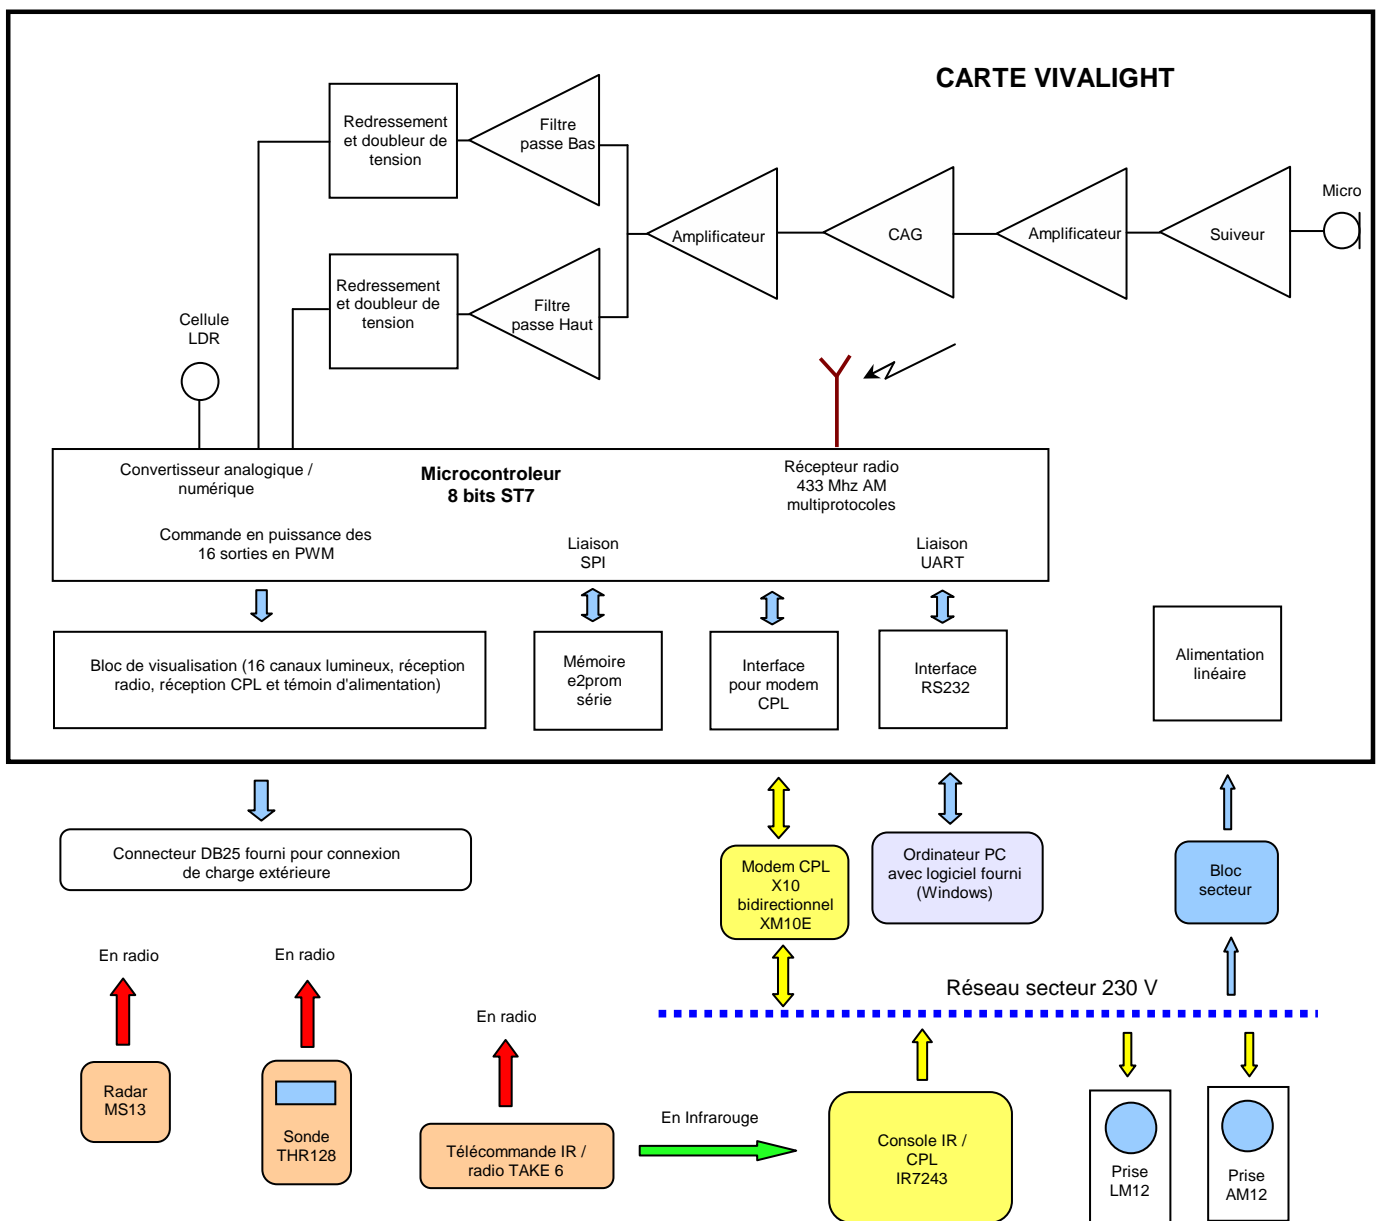 CARTE VIVALIGHT
Redressement
et doubleur de
tension
Filtre
passe Bas
Amplificateur
CAG
Amplificateur
Suiveur
Micro
Redressement
et doubleur de
tension
Filtre
passe Haut
Cellule
LDR
Convertisseur analogique /
numérique
Microcontroleur
8 bits ST7
Récepteur radio
433 Mhz AM
multiprotocoles
Commande en puissance des
16 sorties en PWM
Liaison
SPI
Liaison
UART
Bloc de visualisation (16 canaux lumineux, réception
radio, réception CPL et témoin d'alimentation)
Mémoire
e2prom
série
Interface
pour modem
CPL
Interface
RS232
Alimentation
linéaire
Connecteur DB25 fourni pour connexion
de charge extérieure
Modem CPL
X10
bidirectionnel
XM10E
Ordinateur PC
avec logiciel fourni
(Windows)
Bloc
secteur
En radio
En radio
En radio
Réseau secteur 230 V
Radar
MS13
Sonde
THR128
Télécommande IR /
radio TAKE 6
En Infrarouge
Console IR /
CPL
IR7243
Prise
LM12
Prise
AM12